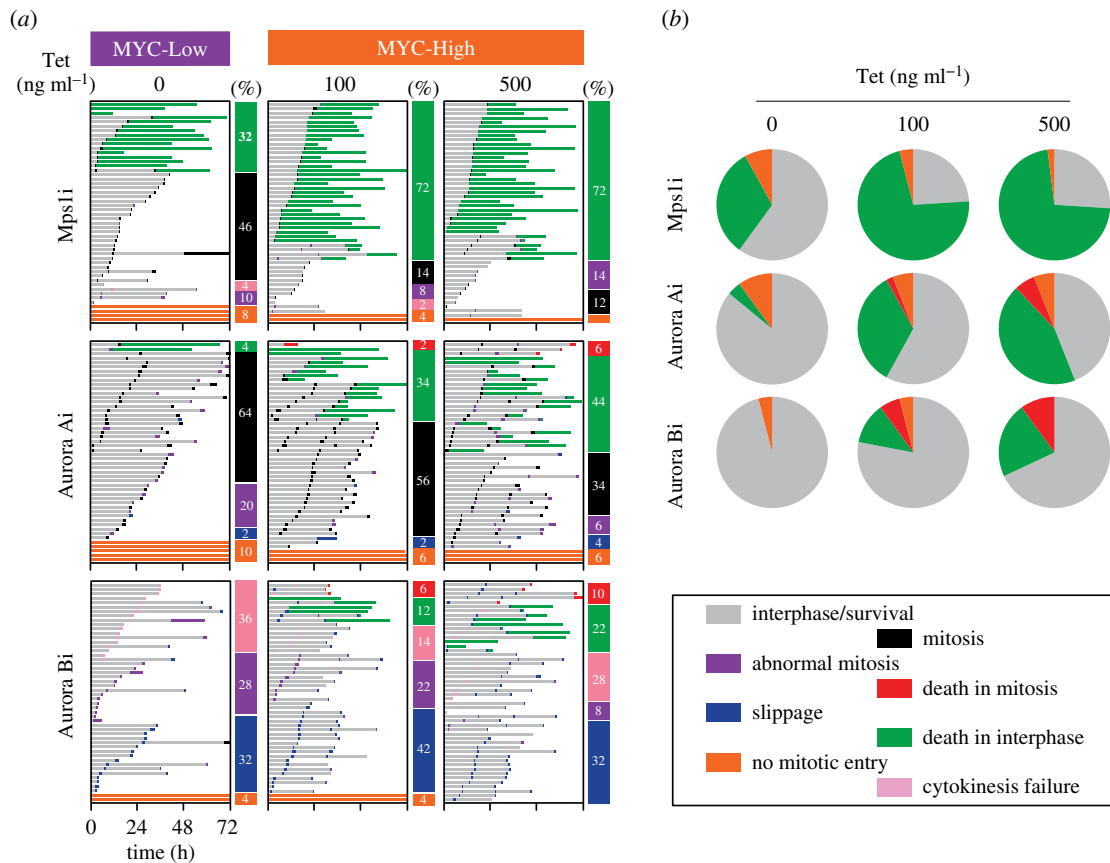 (a)
(b)
MYC-Low
MYC-High
Tet
(ng ml⁻¹)
0 (%) 100 (%) 500 (%)
Mps1i
32
46
4
10
8
72
14
8
2
4
72
14
12
Aurora Ai
4
64
20
2
10
2
34
56
2
6
6
44
34
6
4
6
Aurora Bi
36
28
32
4
6
12
14
22
42
4
10
22
28
8
32
0 24 48 72
time (h)
Tet (ng ml⁻¹)
0 100 500
Mps1i
Aurora Ai
Aurora Bi
interphase/survival
mitosis
abnormal mitosis
death in mitosis
slippage
death in interphase
no mitotic entry
cytokinesis failure